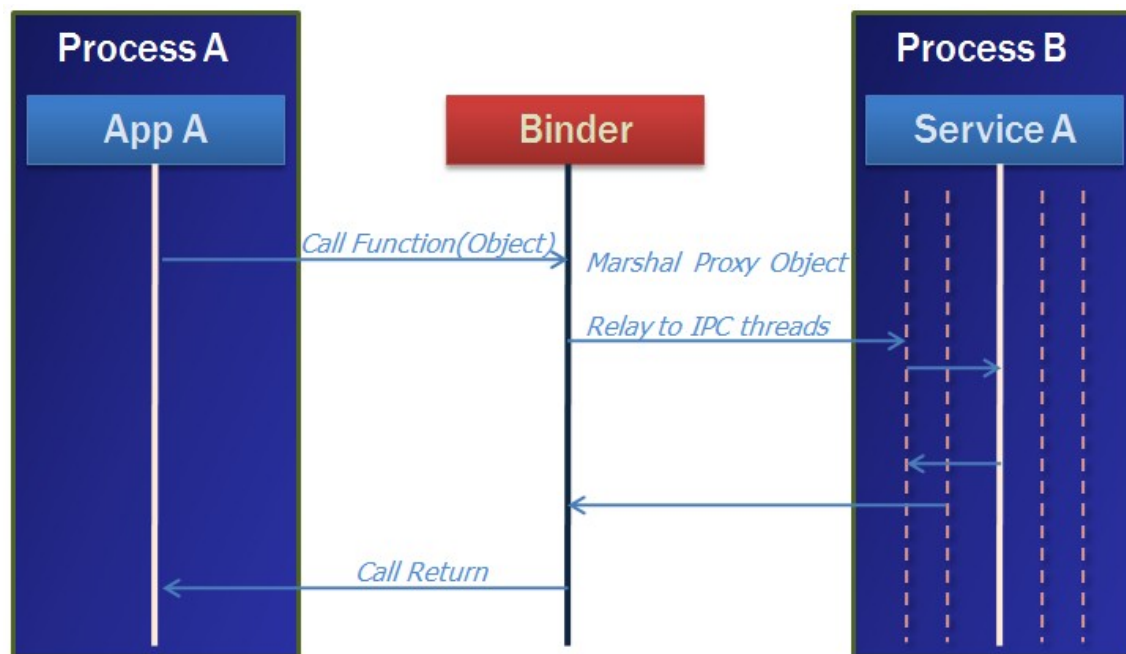 Process A
Process B
App A
Binder
Service A
Call Function(Object)
Marshal Proxy Object
Relay to IPC threads
Call Return